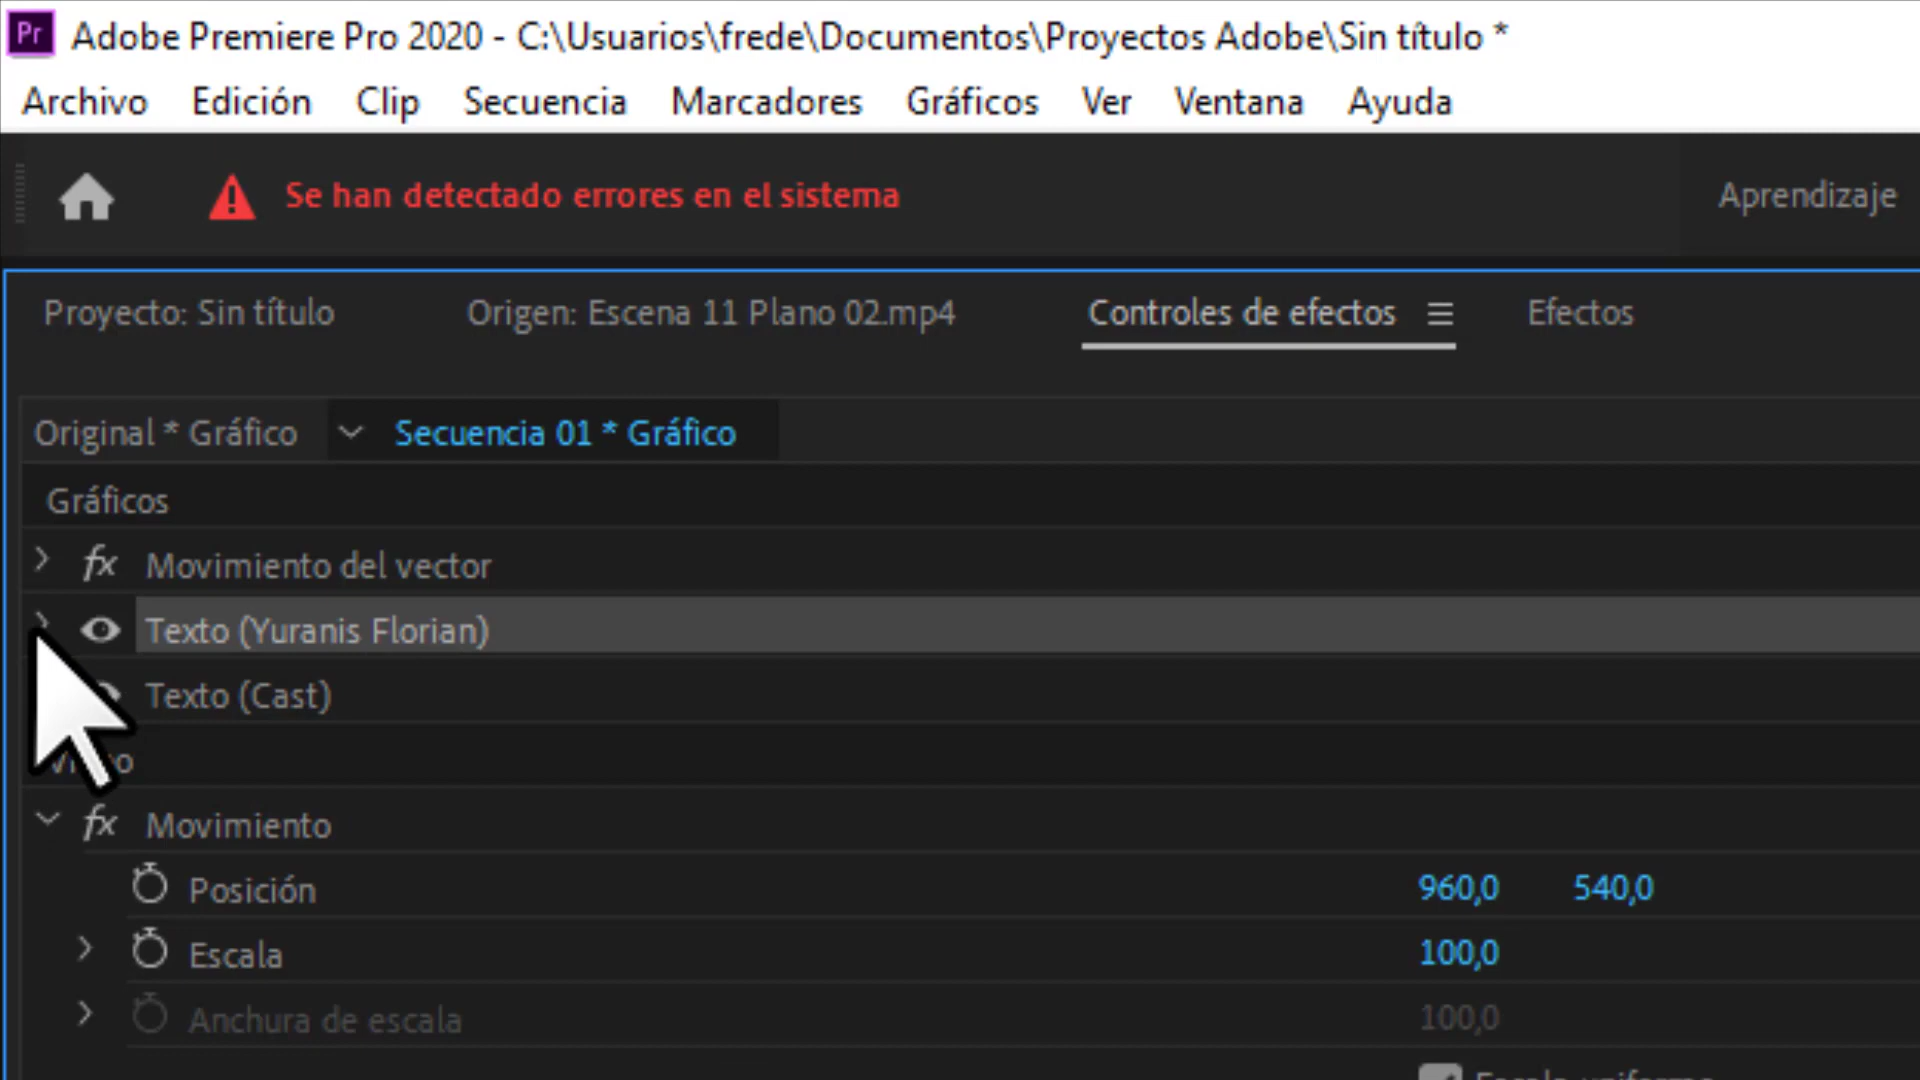 Pr Adobe Premiere Pro 2020 - C:\Usuarios\frede\Documentos\Proyectos Adobe\Sin título *
Archivo Edición Clip Secuencia Marcadores Gráficos Ver Ventana Ayuda
Se han detectado errores en el sistema Aprendizaje
Proyecto: Sin título Origen: Escena 11 Plano 02.mp4 Controles de efectos Efectos
Original * Gráfico Secuencia 01 * Gráfico
Gráficos
fx Movimiento del vector
Texto (Yuranis Florian)
Texto (Cast)
fx Movimiento
Posición 960,0 540,0
Escala 100,0
Anchura de escala 100,0